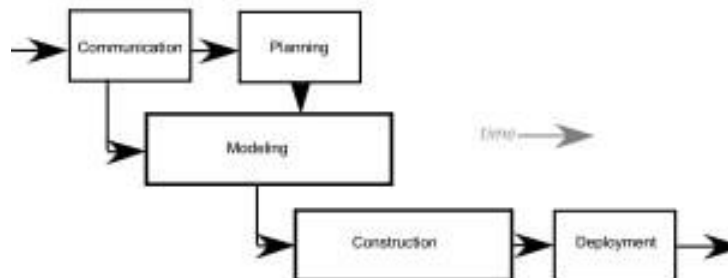 Communication
Planning
Modeling
time
Construction
Deployment